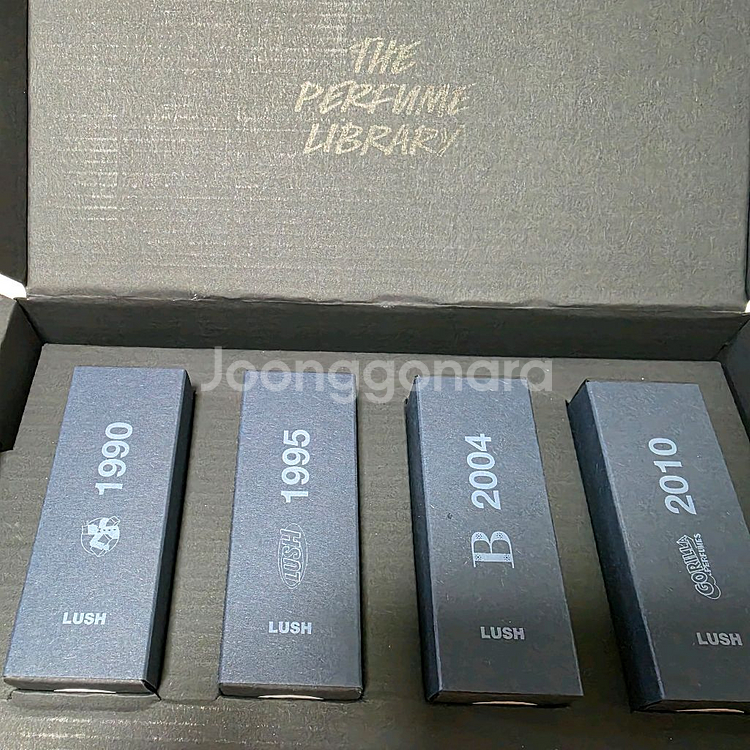 THE
PERFUME
LIBRARY
Joonggonara
1990
LUSH
1995
LUSH
LUSH
B 2004
LUSH
2010
GORILLA
PERFUMES
LUSH